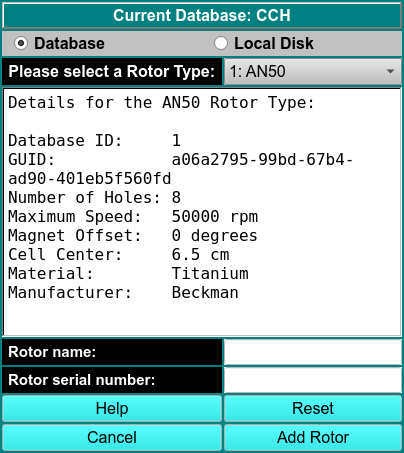 Current Database: CCH
Database Local Disk
Please select a Rotor Type: 1: AN50
Details for the AN50 Rotor Type:
Database ID: 1
GUID: a06a2795-99bd-67b4-
ad90-401eb5f560fd
Number of Holes: 8
Maximum Speed: 50000 rpm
Magnet Offset: 0 degrees
Cell Center: 6.5 cm
Material: Titanium
Manufacturer: Beckman
Rotor name:
Rotor serial number:
Help Reset
Cancel Add Rotor